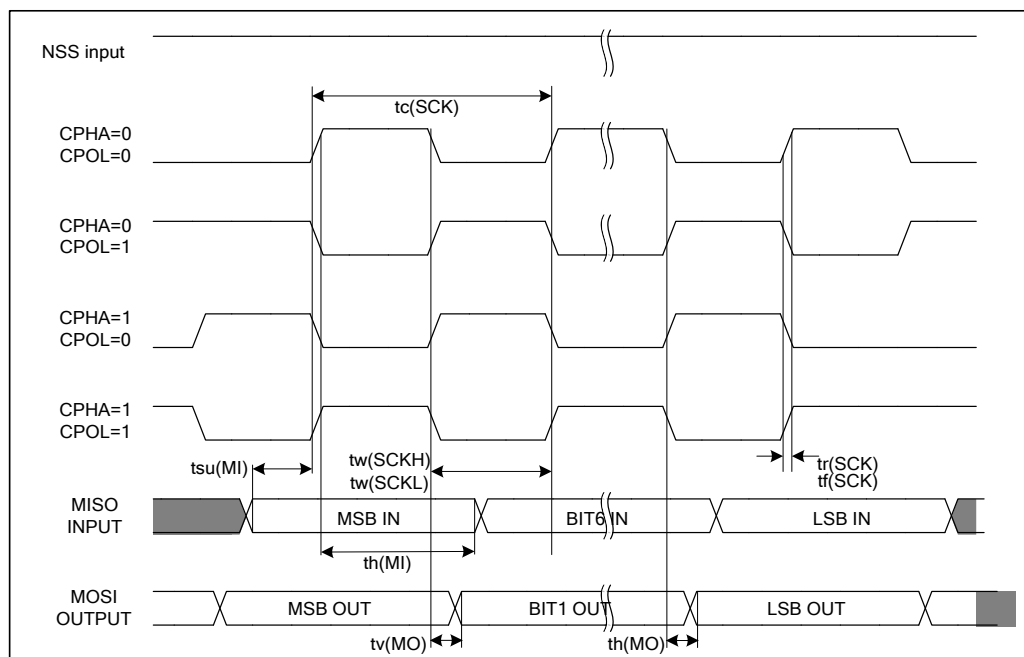 NSS input
tc(SCK)
CPHA=0
CPOL=0
CPHA=0
CPOL=1
CPHA=1
CPOL=0
CPHA=1
CPOL=1
tsu(MI)
tw(SCKH)
tw(SCKL)
tr(SCK)
tf(SCK)
MISO
INPUT
MSB IN
BIT6 IN
LSB IN
th(MI)
MOSI
OUTPUT
MSB OUT
BIT1 OUT
LSB OUT
tv(MO)
th(MO)